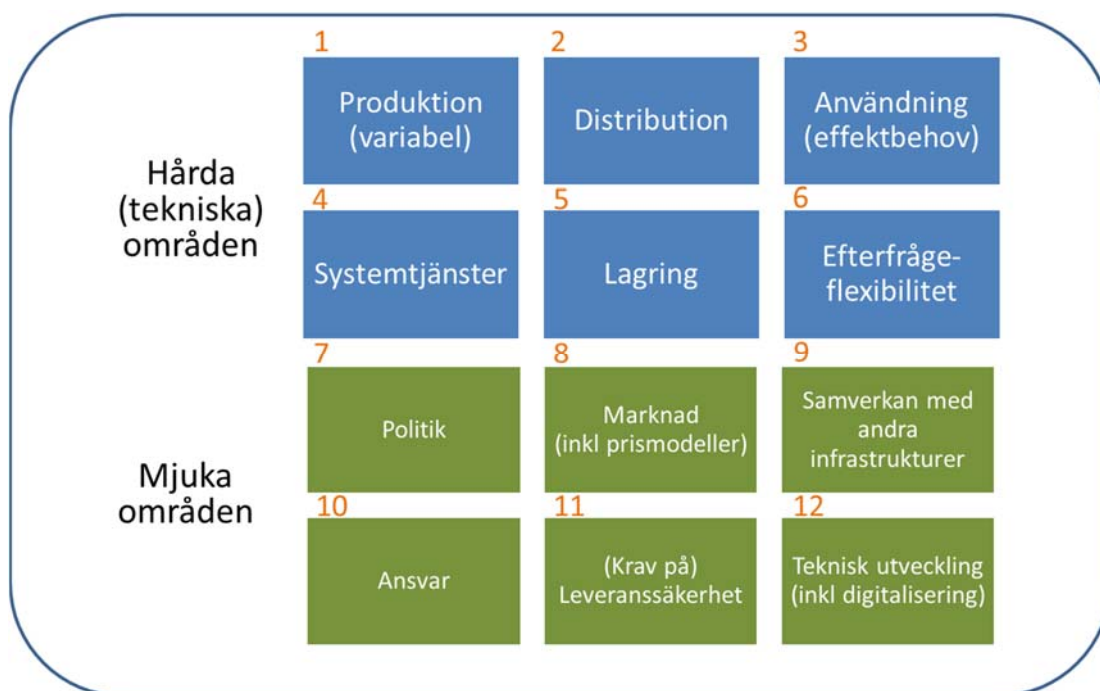 1
2
3
Produktion
(variabel)
Distribution
Användning
(effektbehov)
Hårda
(tekniska)
områden
4
5
6
Systemtjänster
Lagring
Efterfråge-
flexibilitet
7
8
9
Politik
Marknad
(inkl prismodeller)
Samverkan med
andra
infrastrukturer
Mjuka
områden
10
11
12
Ansvar
(Krav på)
Leveranssäkerhet
Teknisk utveckling
(inkl digitalisering)